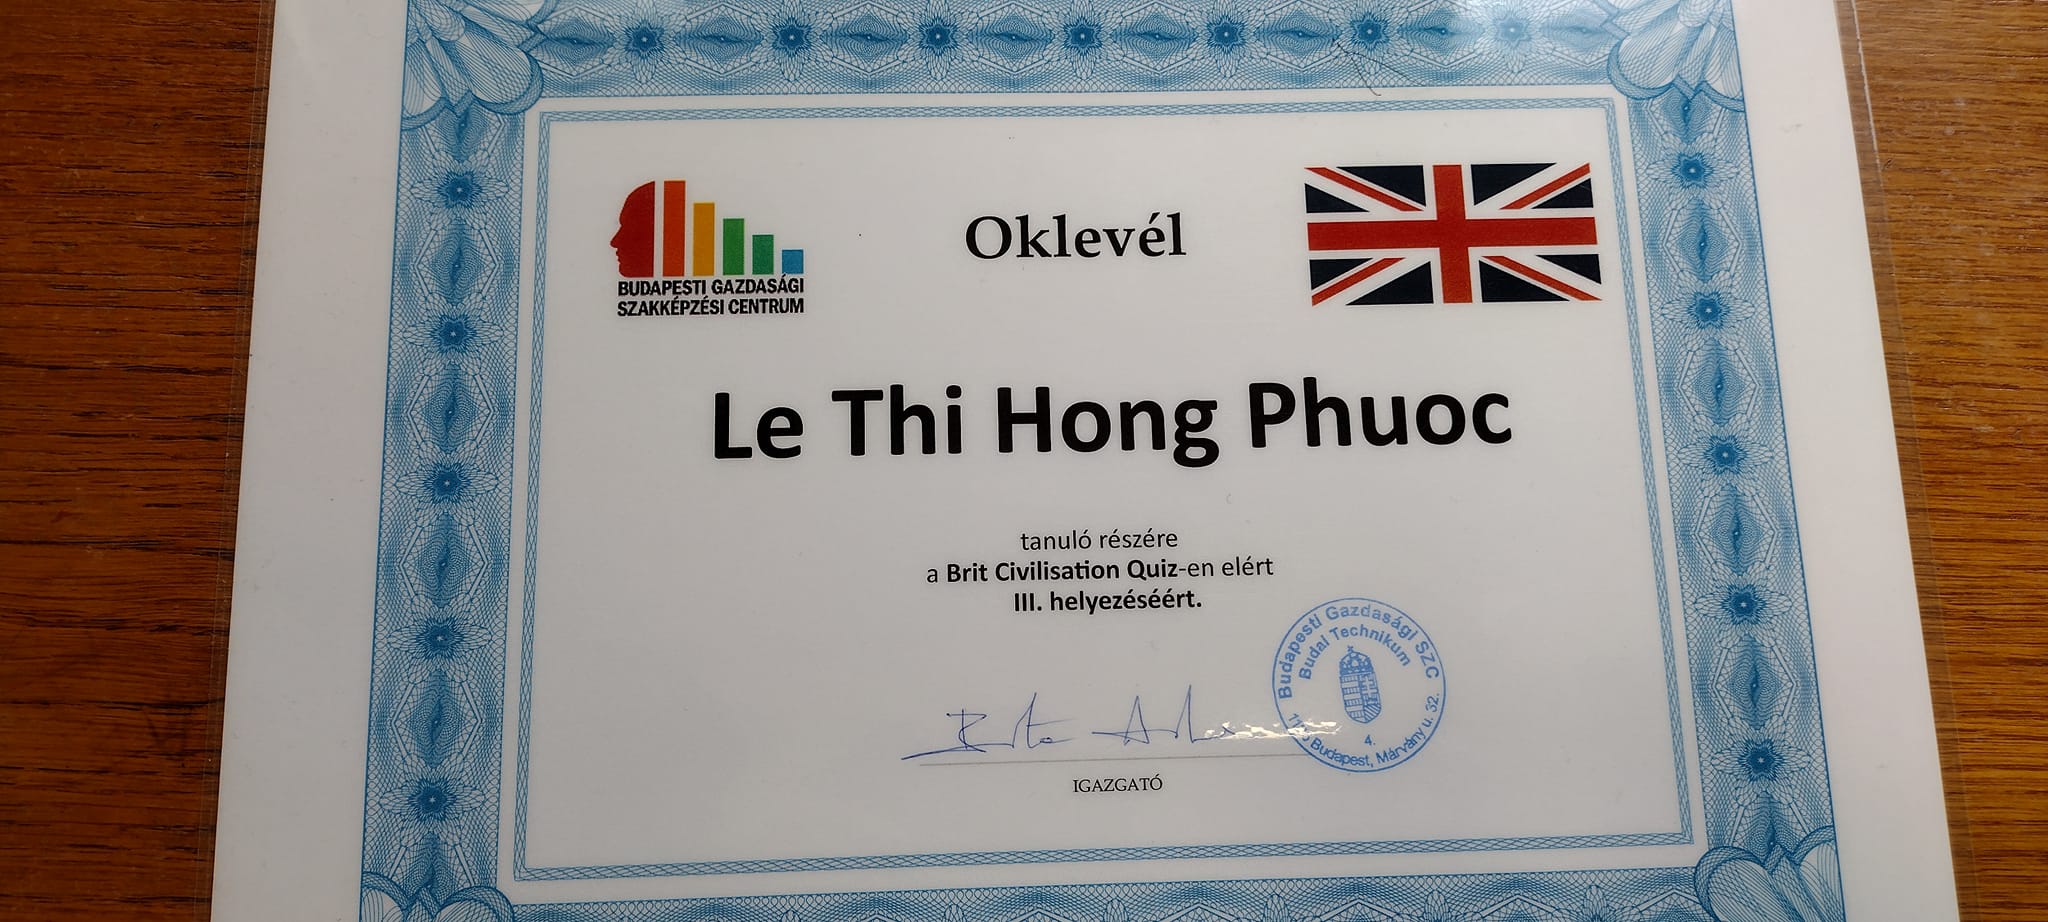 BUDAPESTI GAZDASÁGI
SZAKKÉPZÉSI CENTRUM
Oklevél
Le Thi Hong Phuoc
tanuló részére
a Brit Civilisation Quiz-en elért
III. helyezéséért.
IGAZGATÓ
Budapesti Gazdasági SZC
Budai Technikum
4.
Budapest, Márvány u. 32.